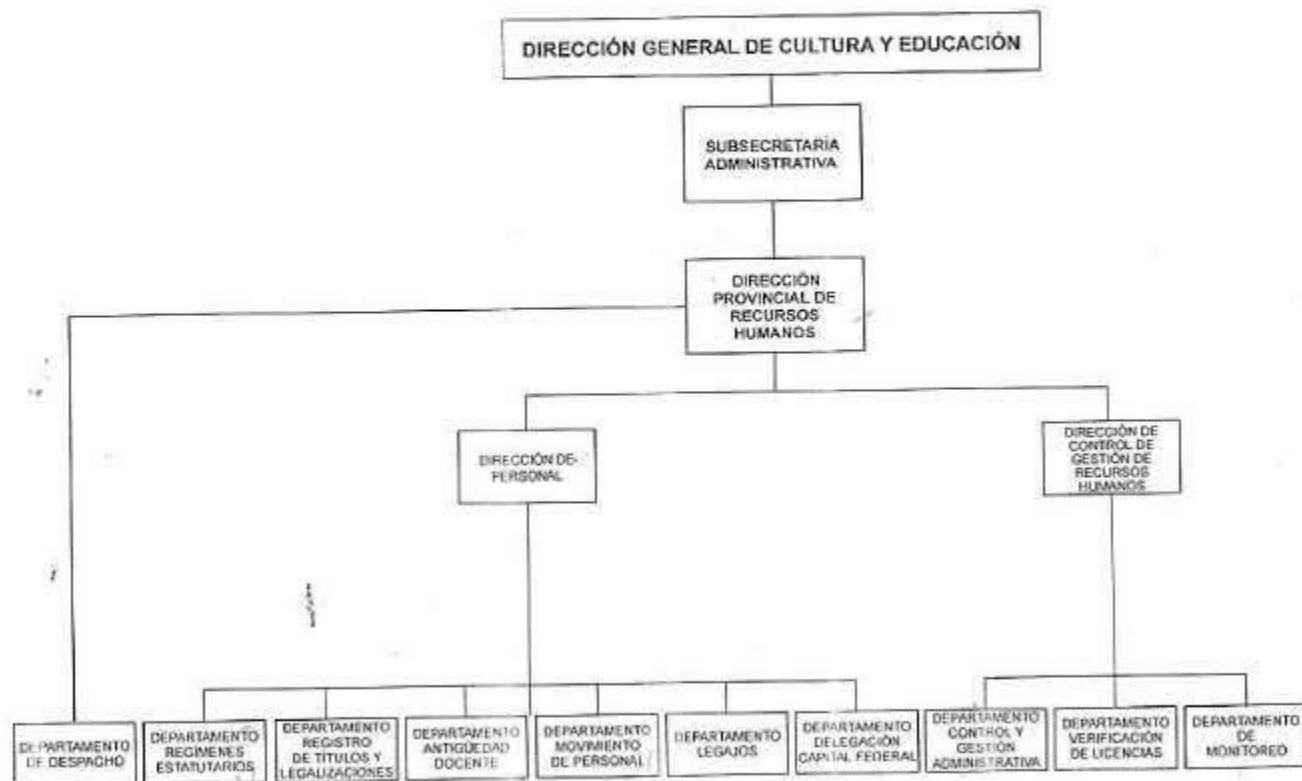 DIRECCIÓN GENERAL DE CULTURA Y EDUCACIÓN
SUBSECRETARÍA
ADMINISTRATIVA
DIRECCIÓN
PROVINCIAL DE
RECURSOS
HUMANOS
DIRECCIÓN DE
PERSONAL
DIRECCIÓN DE
CONTROL DE
GESTIÓN DE
RECURSOS
HUMANOS
DEPARTAMENTO
DE DESPACHO
DEPARTAMENTO
REGÍMENES
ESTATUTARIOS
DEPARTAMENTO
REGISTRO
DE TÍTULOS Y
LEGALIZACIONES
DEPARTAMENTO
ANTIGÜEDAD
DOCENTE
DEPARTAMENTO
MOVIMIENTO
DE PERSONAL
DEPARTAMENTO
LEGAJOS
DEPARTAMENTO
DELEGACIÓN
CAPITAL FEDERAL
DEPARTAMENTO
CONTROL Y
GESTIÓN
ADMINISTRATIVA
DEPARTAMENTO
VERIFICACIÓN
DE LICENCIAS
DEPARTAMENTO
DE
MONITOREO